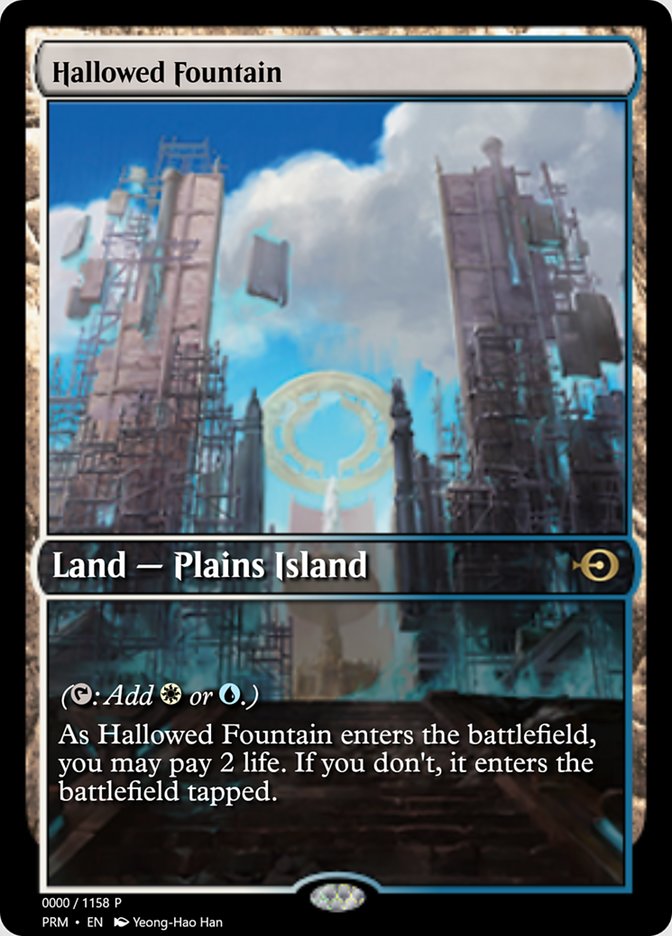 Hallowed Fountain
Land — Plains Island
(: Add or .)
As Hallowed Fountain enters the battlefield,
you may pay 2 life. If you don't, it enters the
battlefield tapped.
0000 / 1158 P
PRM • EN Yeong-Hao Han